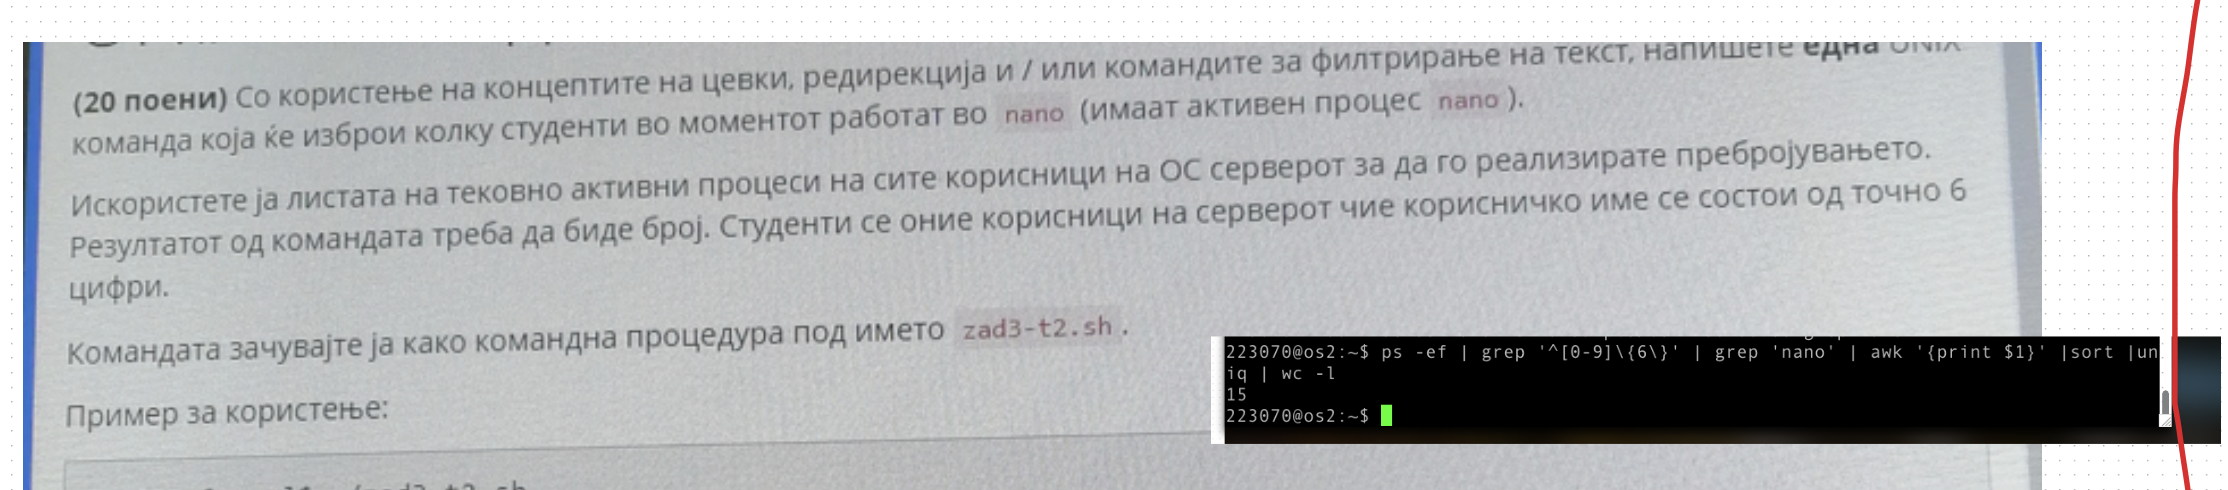 (20 поени) Со користење на концептите на цевки, редирекција и / или командите за филтрирање на текст, напишете една UNIX
команда која ќе изброи колку студенти во моментот работат во nano (имаат активен процес nano ).
Искористете ја листата на тековно активни процеси на сите корисници на ОС серверот за да го реализирате пребројувањето.
Резултатот од командата треба да биде број. Студенти се оние корисници на серверот чие корисничко име се состои од точно 6
цифри.
Командата зачувајте ја како командна процедура под името zad3-t2.sh .
223070@os2:~$ ps -ef | grep '^[0-9]\{6\}' | grep 'nano' | awk '{print $1}' |sort |un
iq | wc -l
15
223070@os2:~$
Пример за користење: